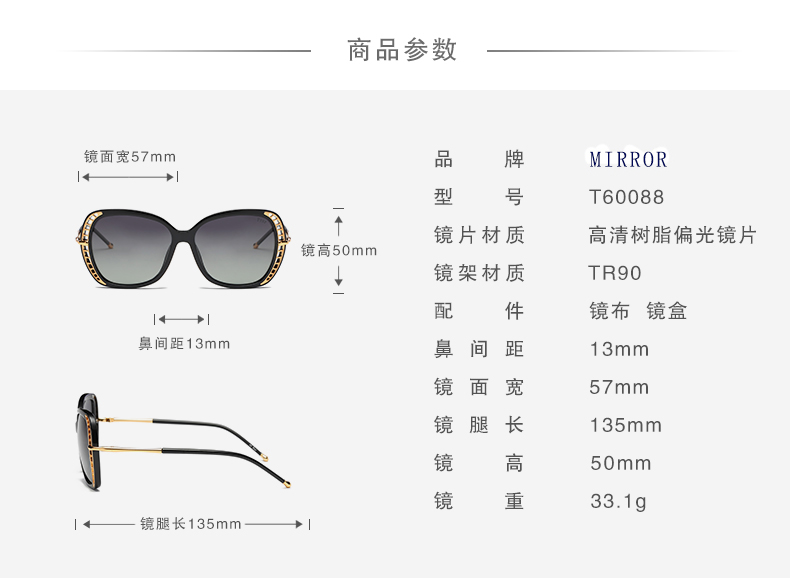 商品参数
镜面宽57mm
镜高50mm
鼻间距13mm
镜腿长135mm
品牌 MIRROR
型号 T60088
镜片材质 高清树脂偏光镜片
镜架材质 TR90
配件 镜布 镜盒
鼻间距 13mm
镜面宽 57mm
镜腿长 135mm
镜高 50mm
镜重 33.1g